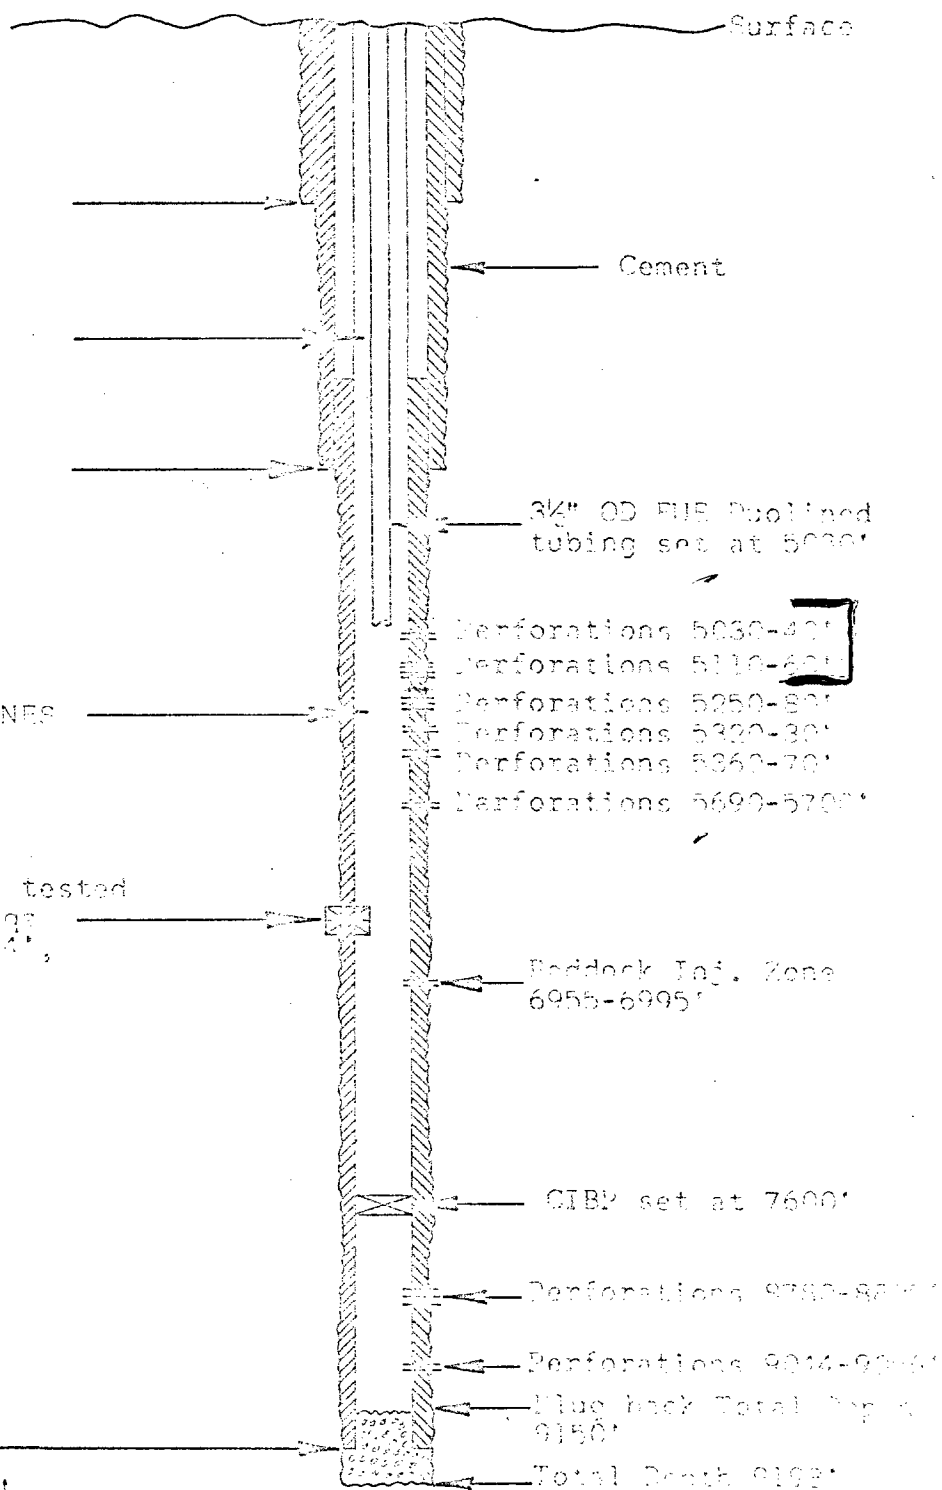 Surface
Cement
3½" OD EUE Duolined
tubing set at 5030'
Perforations 5030-40'
Perforations 5110-60'
Perforations 5250-80'
Perforations 5320-30'
Perforations 5360-70'
Perforations 5690-5700'
NES
tested
4',
Paddock Inj. Zone
6955-6995'
CIBP set at 7600'
Perforations
Perforations
Plug back Total
9150'
Total Depth